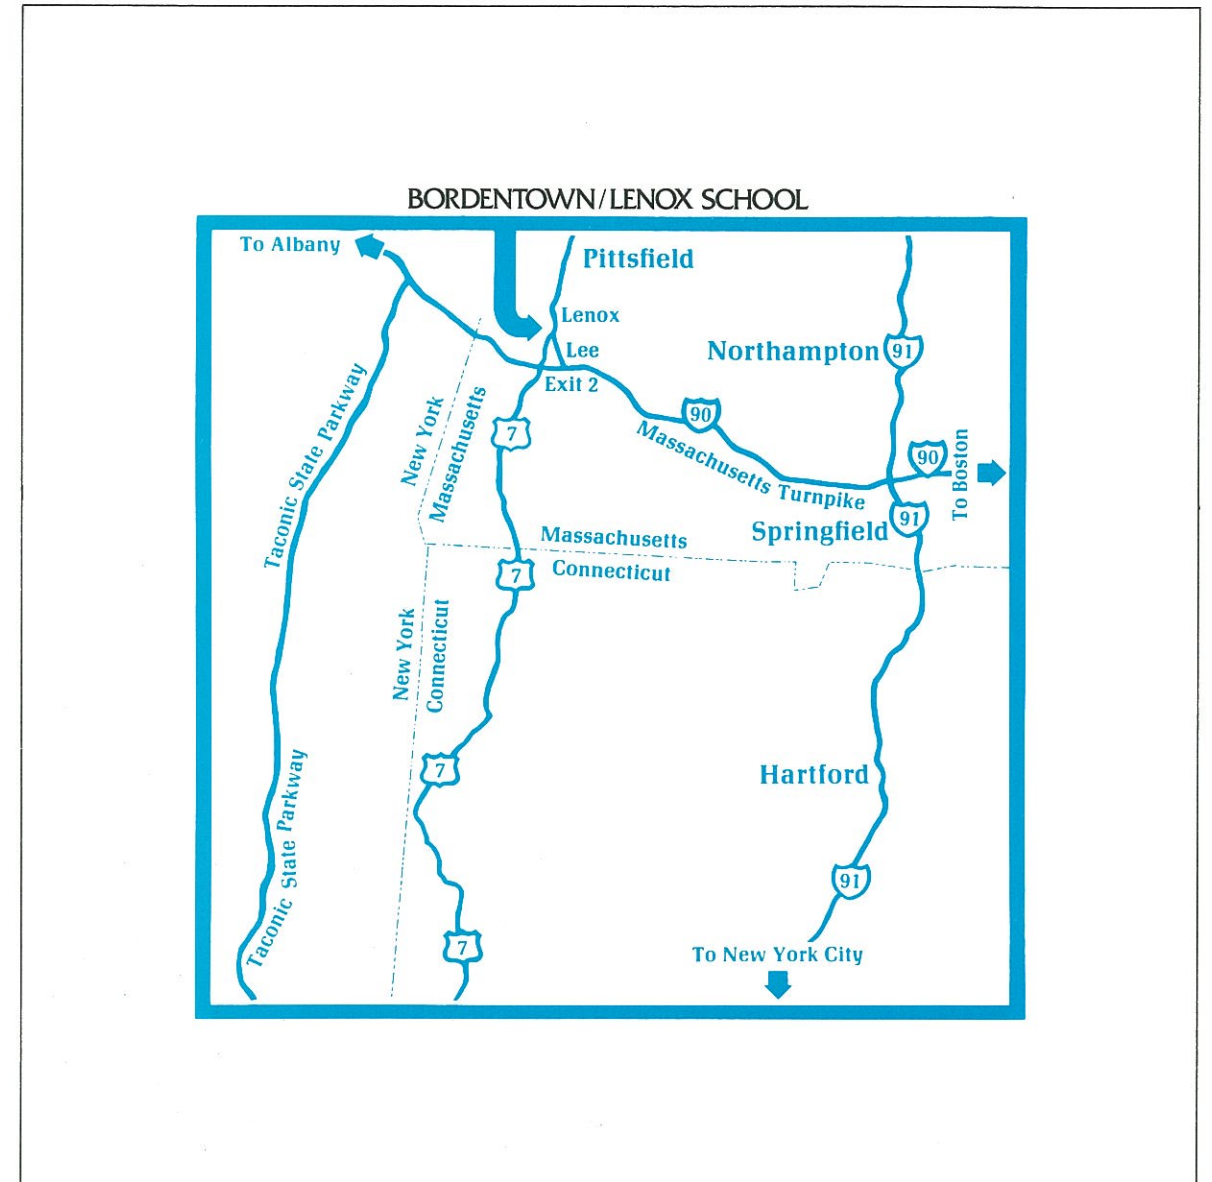 BORDENTOWN/LENOX SCHOOL
To Albany
Pittsfield
Lenox
Lee
Exit 2
Northampton
91
90
Massachusetts Turnpike
90
To Boston
Springfield
91
Taconic State Parkway
New York
Massachusetts
7
Massachusetts
Connecticut
7
New York
Connecticut
7
Hartford
Taconic State Parkway
91
7
To New York City